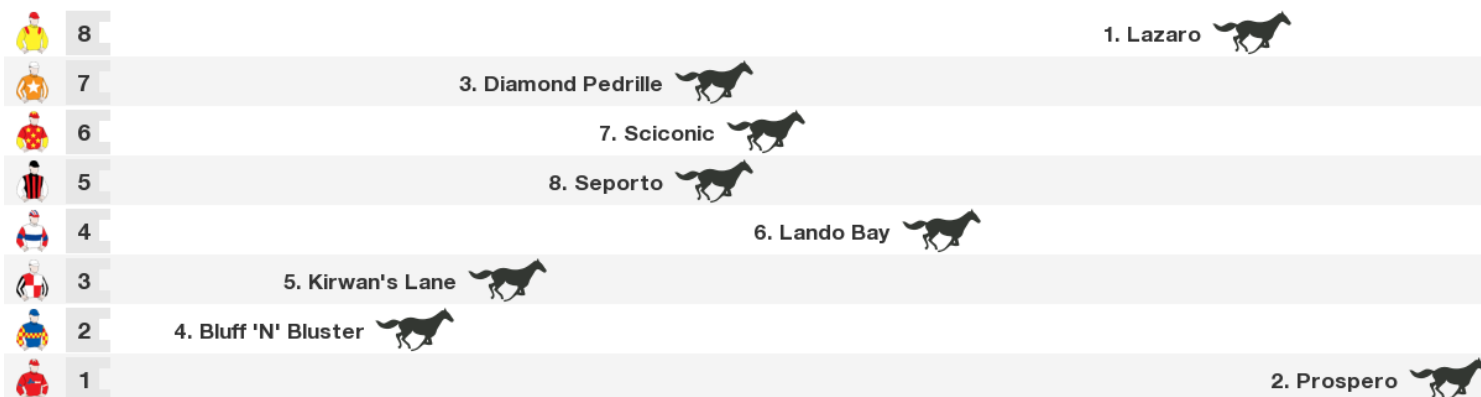 8 1. Lazaro
7 3. Diamond Pedrille
6 7. Sciconic
5 8. Seporto
4 6. Lando Bay
3 5. Kirwan's Lane
2 4. Bluff 'N' Bluster
1 2. Prospero